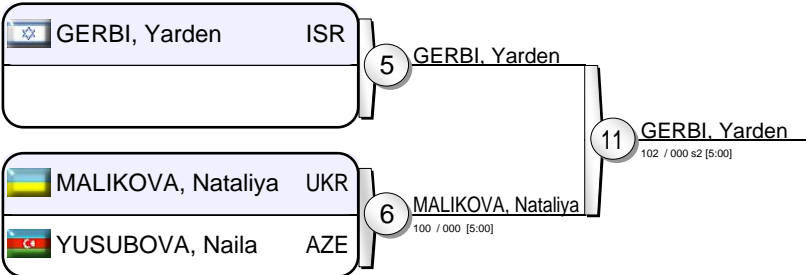 GERBI, Yarden ISR
5
GERBI, Yarden
11
GERBI, Yarden
102 / 000 s2 [5:00]
MALIKOVA, Nataliya UKR
YUSUBOVA, Naila AZE
6
MALIKOVA, Nataliya
100 / 000 [5:00]